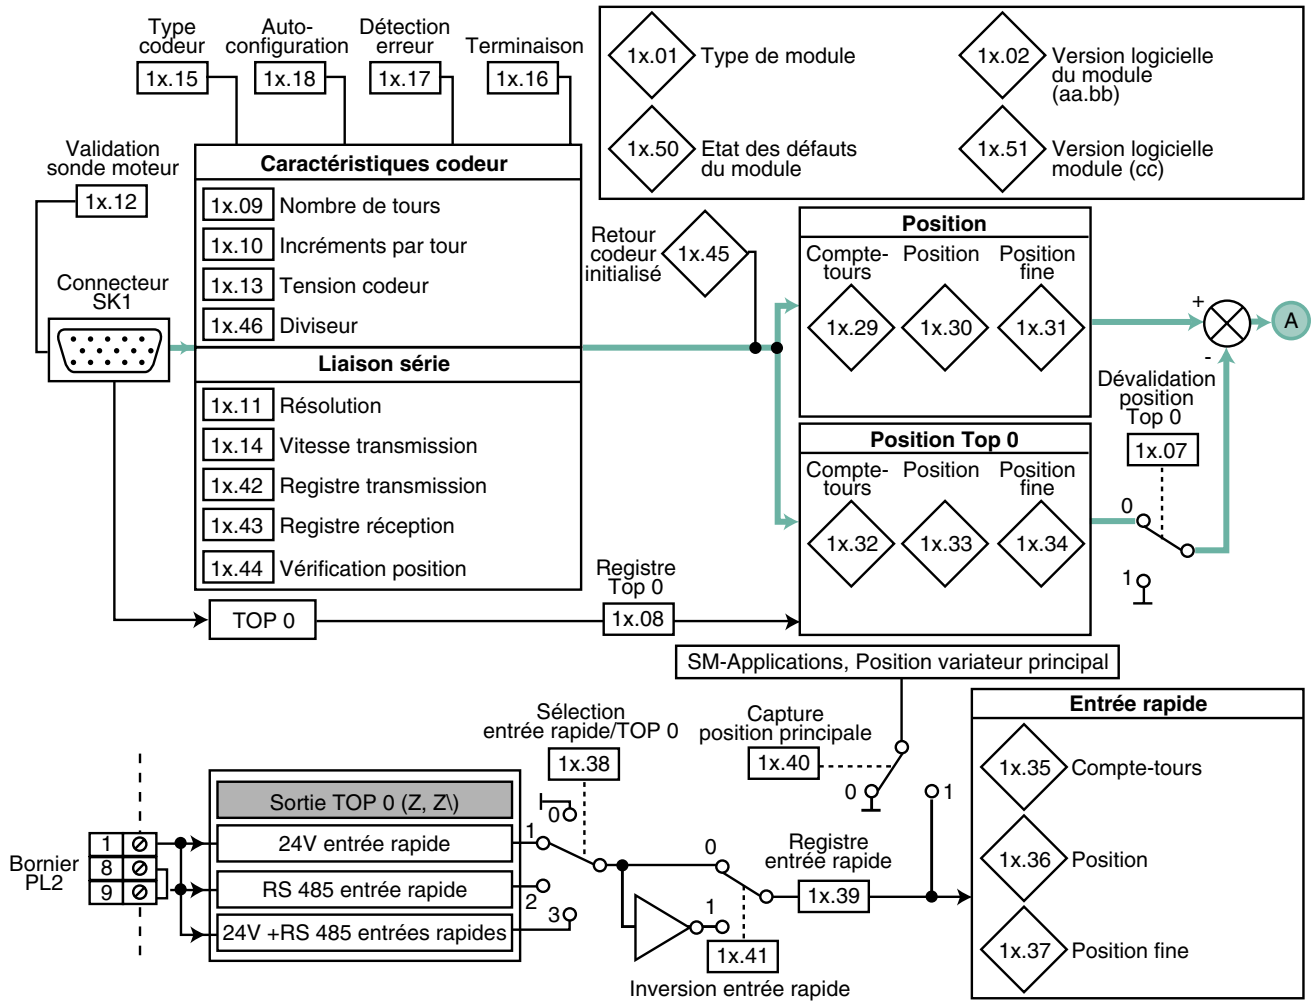 Type
codeur
1x.15
Auto-
configuration
1x.18
Détection
erreur
1x.17
Terminaison
1x.16
1x.01
Type de module
1x.02
Version logicielle
du module
(aa.bb)
1x.50
Etat des défauts
du module
1x.51
Version logicielle
module (cc)
Validation
sonde moteur
1x.12
Connecteur
SK1
Caractéristiques codeur
1x.09 Nombre de tours
1x.10 Incréments par tour
1x.13 Tension codeur
1x.46 Diviseur
Liaison série
1x.11 Résolution
1x.14 Vitesse transmission
1x.42 Registre transmission
1x.43 Registre réception
1x.44 Vérification position
Retour
codeur
initialisé
1x.45
Position
Compte-
tours
Position
Position
fine
1x.29
1x.30
1x.31
+
-
A
Position Top 0
Compte-
tours
Position
Position
fine
1x.32
1x.33
1x.34
Dévalidation
position
Top 0
1x.07
0
1
TOP 0
Registre
Top 0
1x.08
SM-Applications, Position variateur principal
Sélection
entrée rapide/TOP 0
1x.38
Capture
position principale
1x.40
0
1
Bornier
PL2
1
8
9
Sortie TOP 0 (Z, Z\)
24V entrée rapide
RS 485 entrée rapide
24V +RS 485 entrées rapides
0
1
2
3
0
1
1x.41
Inversion entrée rapide
Registre
entrée rapide
1x.39
Entrée rapide
1x.35 Compte-tours
1x.36 Position
1x.37 Position fine